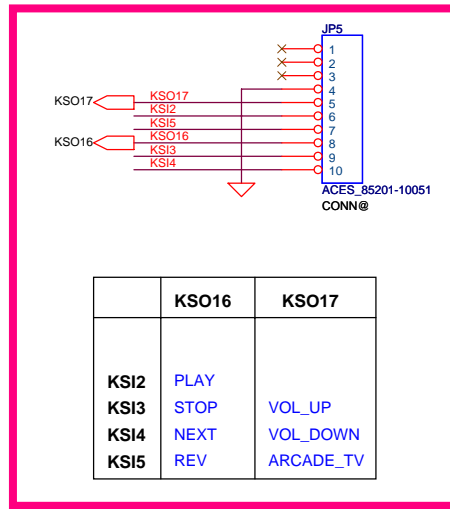 JP5
1
2
3
4
KSO17 KSO17 5
KSI2 6
KSI5 7
KSO16 KSO16 8
KSI3 9
KSI4 10
ACES_85201-10051
CONN@
KSO16 KSO17
KSI2 PLAY
KSI3 STOP VOL_UP
KSI4 NEXT VOL_DOWN
KSI5 REV ARCADE_TV